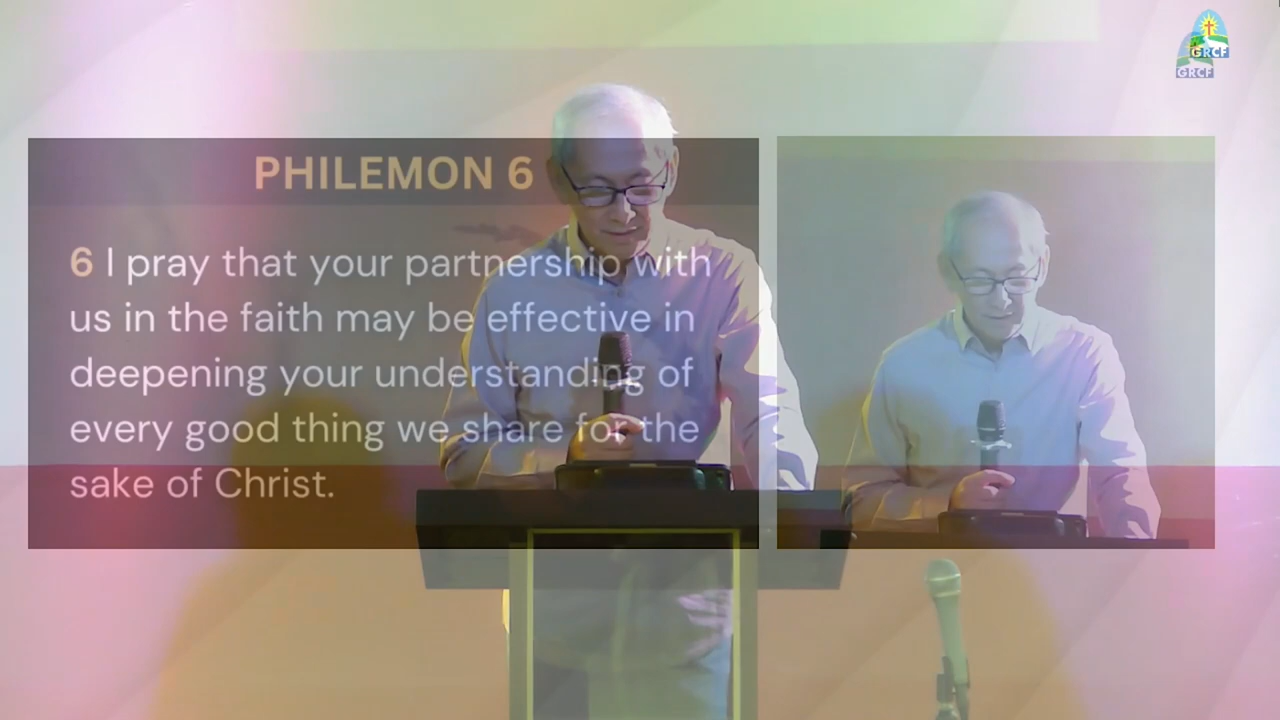 GRCF
GRCF
PHILEMON 6
6 I pray that your partnership with
us in the faith may be effective in
deepening your understanding of
every good thing we share for the
sake of Christ.